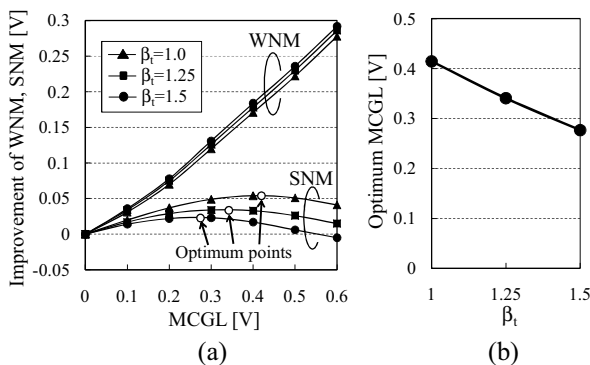 Improvement of WNM, SNM [V]
0.3
0.25
0.2
0.15
0.1
0.05
0
-0.05
βt=1.0
βt=1.25
βt=1.5
WNM
SNM
Optimum points
0 0.1 0.2 0.3 0.4 0.5 0.6
MCGL [V]
(a)
Optimum MCGL [V]
0.5
0.4
0.3
0.2
0.1
0
1 1.25 1.5
βt
(b)